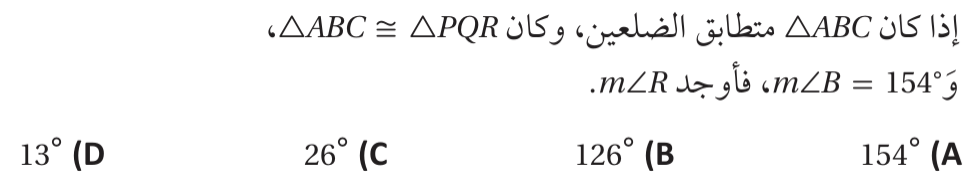 إذا كان △ABC متطابق الضلعين، وكان △ABC ≅ △PQR،
وَ m∠B = 154°، فأوجد m∠R.
A) 154° B) 126° C) 26° D) 13°